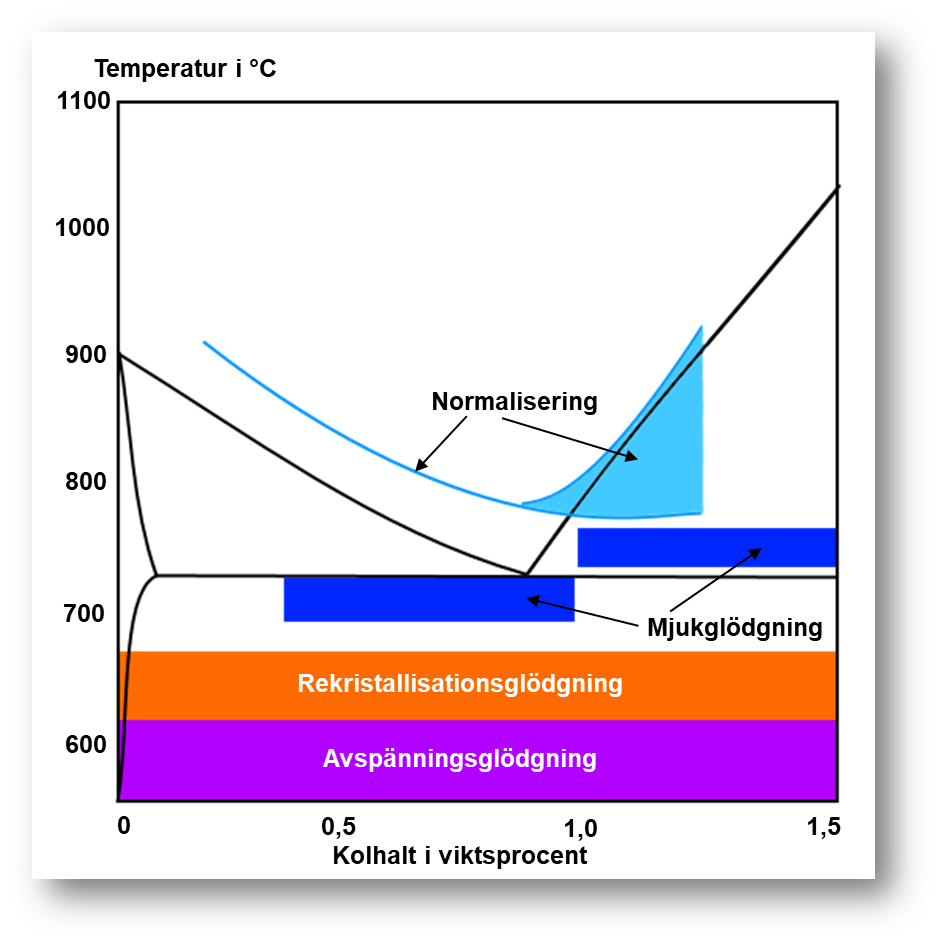 Temperatur i °C
1100
1000
900
Normalisering
800
700
Mjukglödgning
Rekristallisationsglödgning
600
Avspänningsglödgning
0
0,5
1,0
1,5
Kolhalt i viktsprocent